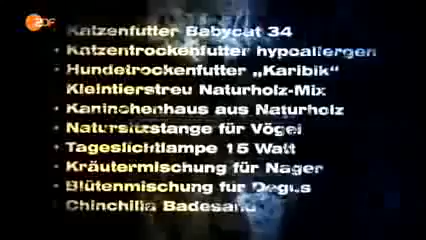 ZDF
Katzenfutter Babycat 34
• Katzentrockenfutter hypoallergen
• Hundetrockenfutter „Karibik“
Kleintierstreu Naturholz-Mix
• Kaninchenhaus aus Naturholz
• Natursitzstange für Vögel
• Tageslichtlampe 15 Watt
• Kräutermischung für Nager
• Blütenmischung für Degus
• Chinchilla Badesand